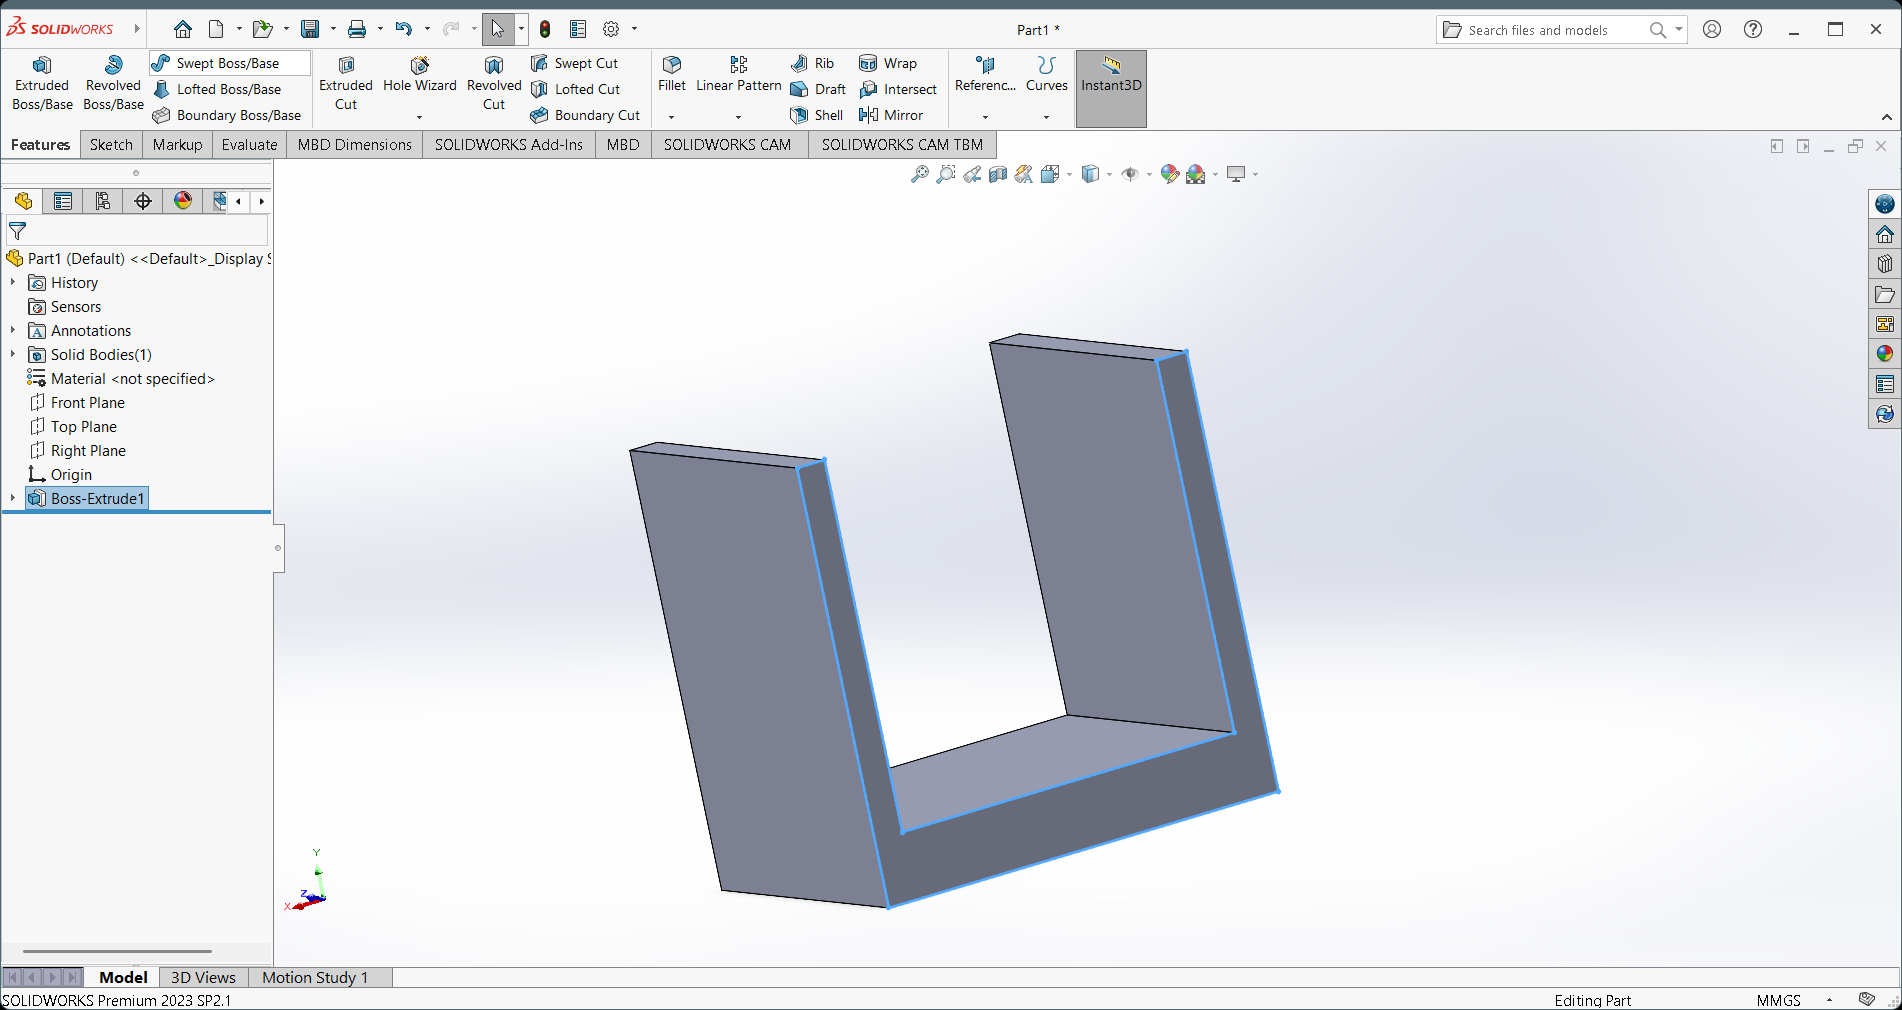 SOLIDWORKS
Part1 *
Search files and models
Extruded Boss/Base
Revolved Boss/Base
Swept Boss/Base
Lofted Boss/Base
Boundary Boss/Base
Extruded Cut
Hole Wizard
Revolved Cut
Swept Cut
Lofted Cut
Boundary Cut
Fillet
Linear Pattern
Rib
Draft
Shell
Wrap
Intersect
Mirror
Referenc...
Curves
Instant3D
Features
Sketch
Markup
Evaluate
MBD Dimensions
SOLIDWORKS Add-Ins
MBD
SOLIDWORKS CAM
SOLIDWORKS CAM TBM
Part1 (Default) <<Default>_Display S
History
Sensors
Annotations
Solid Bodies(1)
Material <not specified>
Front Plane
Top Plane
Right Plane
Origin
Boss-Extrude1
Y
Z
X
Model
3D Views
Motion Study 1
SOLIDWORKS Premium 2023 SP2.1
Editing Part
MMGS